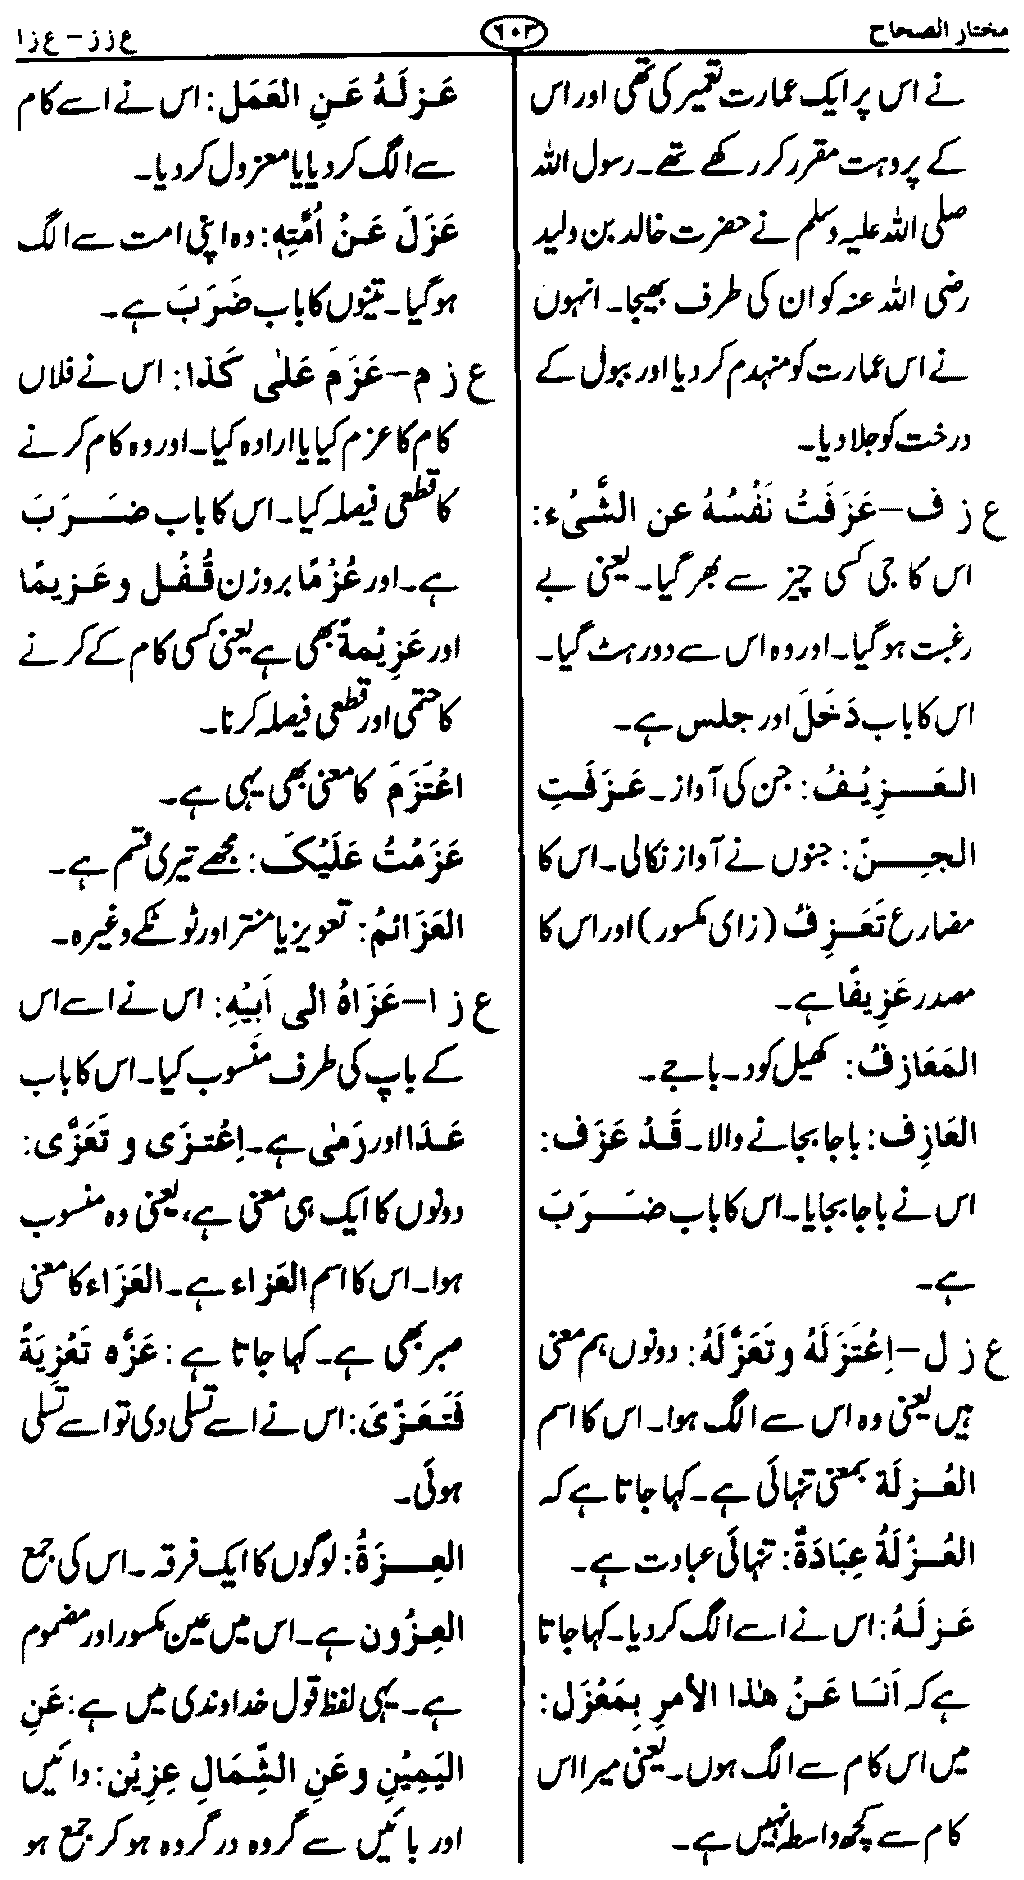 مختار الصحاح
٦٠٣
ع ز ز – ع ز ا
نے اس پر ایک عمارت تعمیر کی تھی اور اس
کے پروہت مقرر کر رکھے تھے۔ رسول اللہ
صلی اللہ علیہ وسلم نے حضرت خالد بن ولید
رضی اللہ عنہ کو ان کی طرف بھیجا۔ انہوں
نے اس عمارت کو منہدم کر دیا اور ببول کے
درخت کو جلا دیا۔
ع ز ف – عَزَفَتْ نَفْسُهُ عن الشَّیْء:
اس کا جی کسی چیز سے بھر گیا۔ یعنی بے
رغبت ہو گیا۔ اور وہ اس سے دور ہٹ گیا۔
اس کا باب دَخَلَ اور جلس ہے۔
العَزِیْفُ: جن کی آواز۔ عَزَفَتِ
الجِنّ: جنوں نے آواز نکالی۔ اس کا
مضارع تَعَزِفُ (زای مکسور) اور اس کا
مصدر عَزِیفًا ہے۔
المَعَازِفُ: کھیل کود۔ باجے۔
العَازِف: باجا بجانے والا۔ قَدْ عَزَف:
اس نے باجا بجایا۔ اس کا باب ضَرَبَ
ہے۔
ع ز ل – اِعْتَزَلَهُ وتَعَزَّلَهُ: دونوں ہم معنی
ہیں یعنی وہ اس سے الگ ہوا۔ اس کا اسم
العُزلَة بمعنی تنہائی ہے۔ کہا جاتا ہے کہ
العُزْلَةُ عِبَادَةٌ: تنہائی عبادت ہے۔
عَزلَهُ: اس نے اسے الگ کر دیا۔ کہا جاتا
ہے کہ اَنَا عَنْ هٰذا الأمرِ بِمَعْزَل:
میں اس کام سے الگ ہوں۔ یعنی میرا اس
کام سے کچھ واسطہ نہیں ہے۔
عَزلَهُ عَنِ العَمَل: اس نے اسے کام
سے الگ کر دیا یا معزول کر دیا۔
عَزَلَ عَنْ اُمَّتِهٖ: وہ اپنی امت سے الگ
ہو گیا۔ تینوں کا باب ضَرَبَ ہے۔
ع ز م – عَزَمَ عَلٰی کَذا: اس نے فلاں
کام کا عزم کیا یا ارادہ کیا۔ اور وہ کام کرنے
کا قطعی فیصلہ کیا۔ اس کا باب ضَرَبَ
ہے۔ اور عُزْمًا بروزن قُفْل و عَزِیمًا
اور عَزِیْمةً بھی ہے یعنی کسی کام کے کرنے
کا حتمی اور قطعی فیصلہ کرنا۔
اعْتَزَمَ کا معنی بھی یہی ہے۔
عَزَمْتُ عَلَیْکَ: مجھے تیری قسم ہے۔
العَزَائمُ: تعویز یا منتر اور ٹوٹکے وغیرہ۔
ع ز ا – عَزَاهُ الی اَبِیْهِ: اس نے اسے اس
کے باپ کی طرف منسوب کیا۔ اس کا باب
عَدَا اور رَمٰی ہے۔ اِعْتَزَی و تَعَزَّی:
دونوں کا ایک ہی معنی ہے، یعنی وہ منسوب
ہوا۔ اس کا اسم العَزاء ہے۔ العَزَاء کا معنی
صبر بھی ہے۔ کہا جاتا ہے: عَزَّه تَعْزِیَةً
فَتَعَزَّیَ: اس نے اسے تسلی دی تو اسے تسلی
ہوئی۔
العِزَةُ: لوگوں کا ایک فرقہ۔ اس کی جمع
العِزُون ہے۔ اس میں عین مکسور اور مضموم
ہے۔ یہی لفظ قول خداوندی میں ہے: عَنِ
الیَمِیْنِ وعَنِ الشِّمَالِ عِزِیْن: دائیں
اور بائیں سے گروہ در گروہ ہو کر جمع ہو